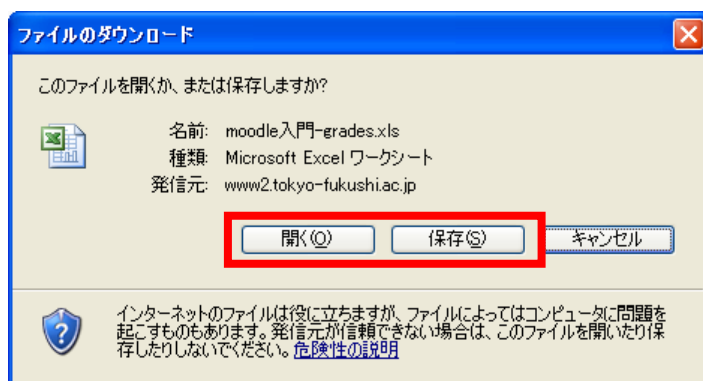 ファイルのダウンロード
このファイルを開くか、または保存しますか?
名前: moodle入門-grades.xls
種類: Microsoft Excel ワークシート
発信元: www2.tokyo-fukushi.ac.jp
開く(O) 保存(S) キャンセル
インターネットのファイルは役に立ちますが、ファイルによってはコンピュータに問題を
起こすものもあります。発信元が信頼できない場合は、このファイルを開いたり保
存したりしないでください。危険性の説明